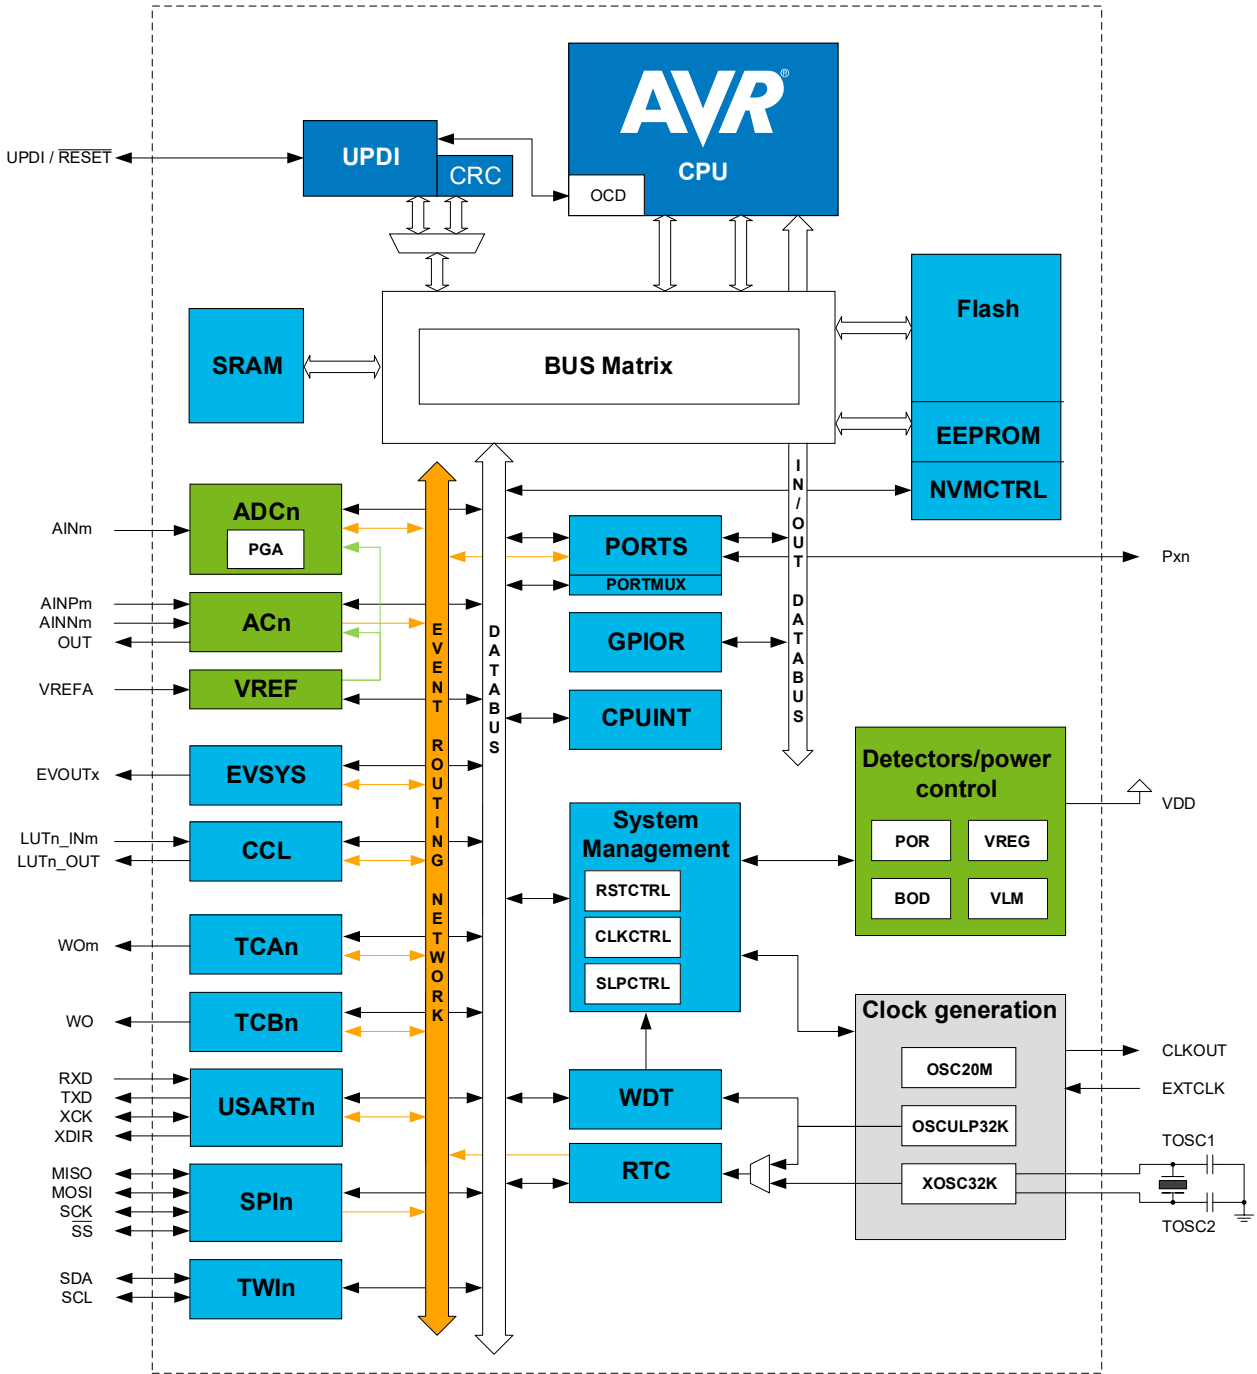 AVR®
CPU
OCD
UPDI / RESET
UPDI
CRC
Flash
SRAM
BUS Matrix
EEPROM
NVMCTRL
IN/OUT DATABUS
AINm
ADCn
PGA
PORTS
PORTMUX
Pxn
AINPm
AINNm
OUT
ACn
GPIOR
VREFA
VREF
CPUINT
EVENT ROUTING NETWORK
DATABUS
EVOUTx
EVSYS
Detectors/power
control
POR
VREG
BOD
VLM
VDD
LUTn_INm
LUTn_OUT
CCL
System
Management
RSTCTRL
CLKCTRL
SLPCTRL
WOm
TCAn
WO
TCBn
Clock generation
OSC20M
OSCULP32K
XOSC32K
CLKOUT
EXTCLK
TOSC1
TOSC2
RXD
TXD
XCK
XDIR
USARTn
WDT
RTC
MISO
MOSI
SCK
SS
SPIn
SDA
SCL
TWIn